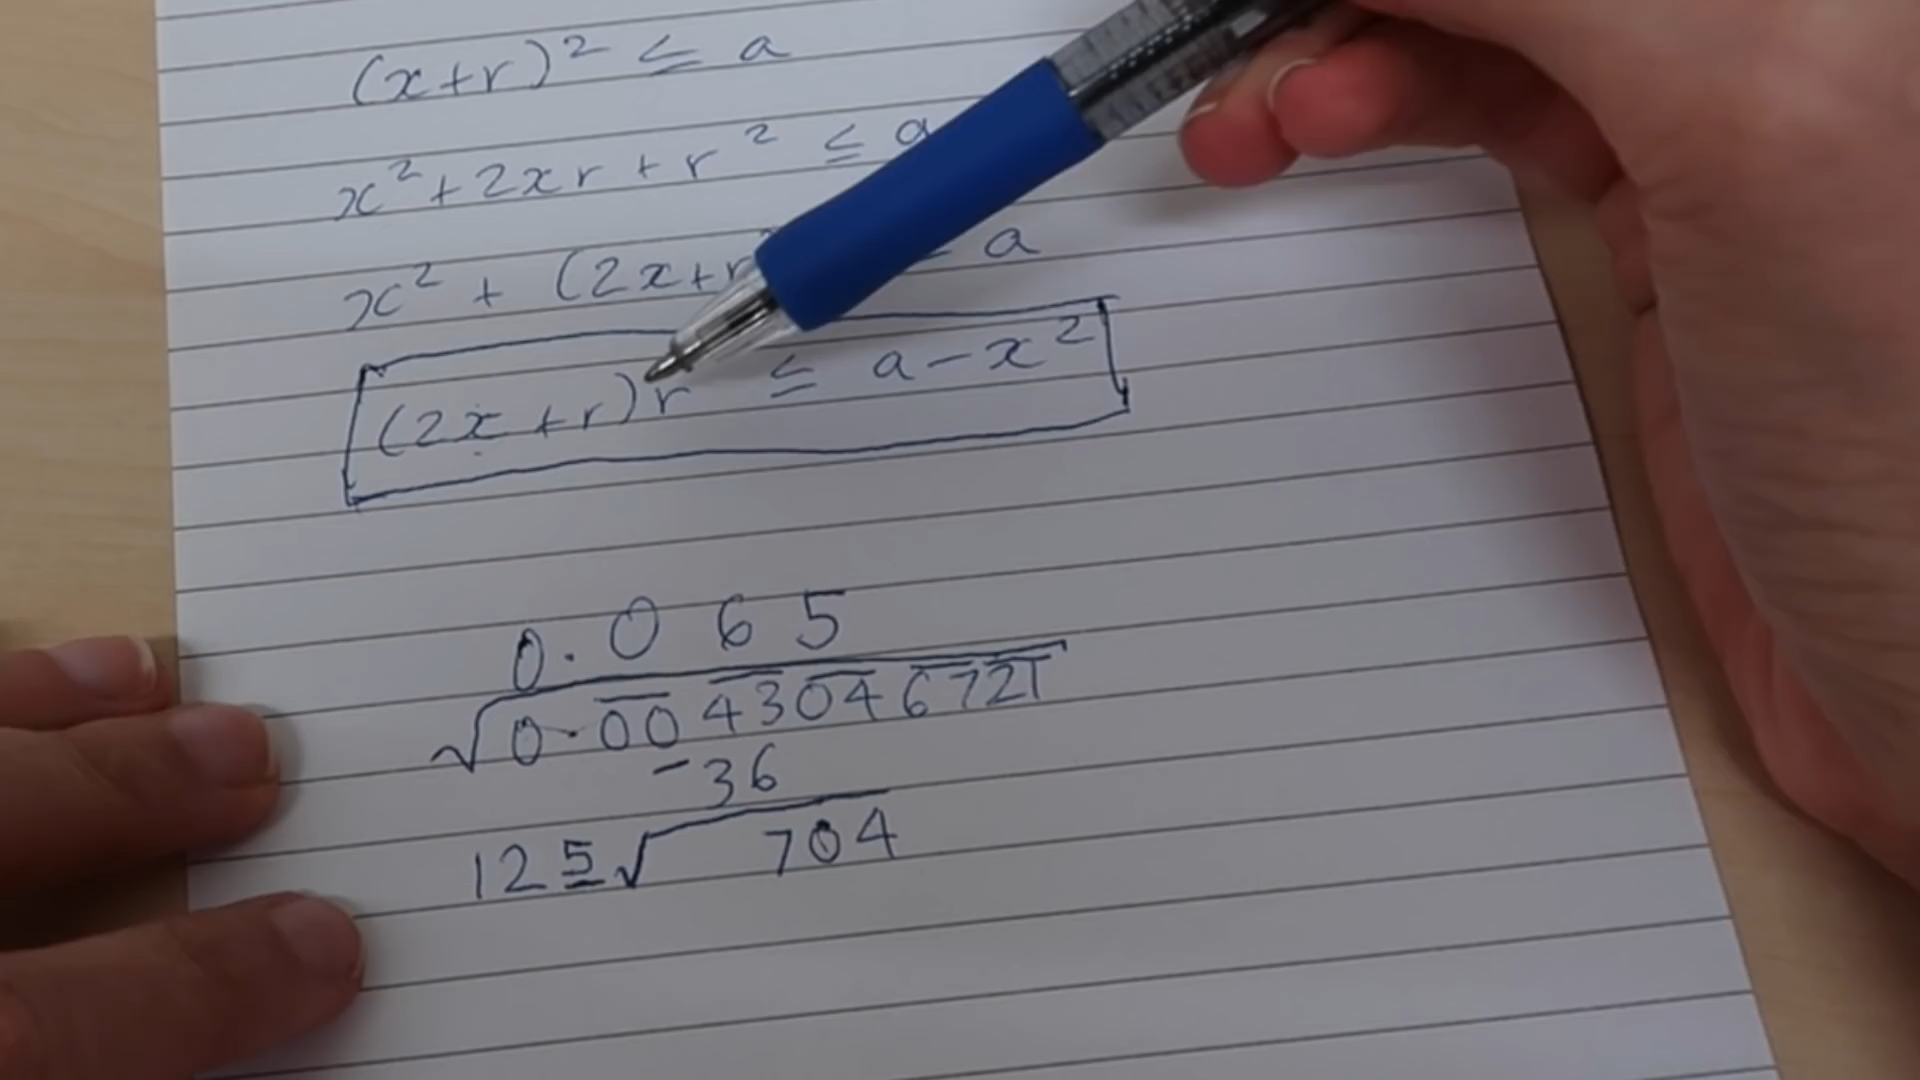 (x+r)² ≤ a
x²+2xr+r² ≤ a
x² + (2x+r a
(2x+r)r ≤ a-x²
0.065
√0.0043046721
-36
125√704